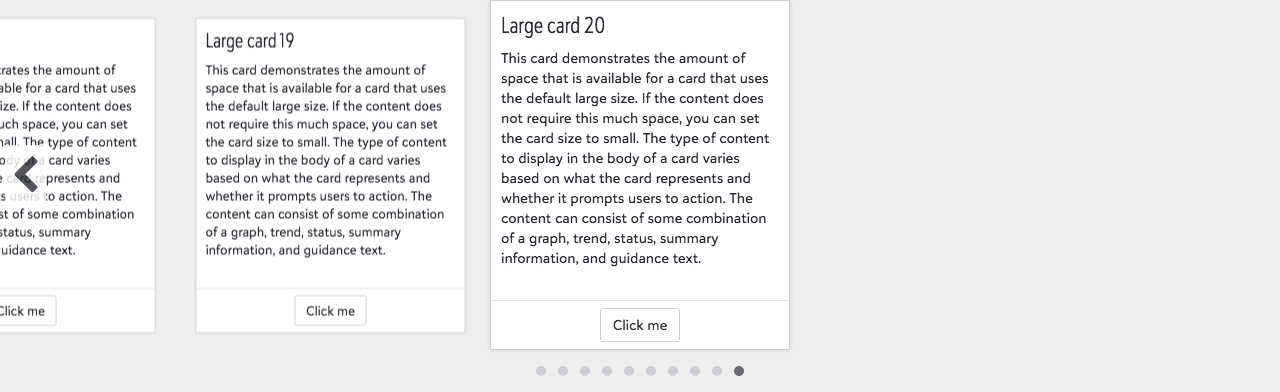 rates the amount of
able for a card that uses
ize. If the content does
uch space, you can set
nall. The type of content
ody of a card varies
e card represents and
s users to action. The
st of some combination
status, summary
uidance text.
Click me
Large card 19
This card demonstrates the amount of
space that is available for a card that uses
the default large size. If the content does
not require this much space, you can set
the card size to small. The type of content
to display in the body of a card varies
based on what the card represents and
whether it prompts users to action. The
content can consist of some combination
of a graph, trend, status, summary
information, and guidance text.
Click me
Large card 20
This card demonstrates the amount of
space that is available for a card that uses
the default large size. If the content does
not require this much space, you can set
the card size to small. The type of content
to display in the body of a card varies
based on what the card represents and
whether it prompts users to action. The
content can consist of some combination
of a graph, trend, status, summary
information, and guidance text.
Click me